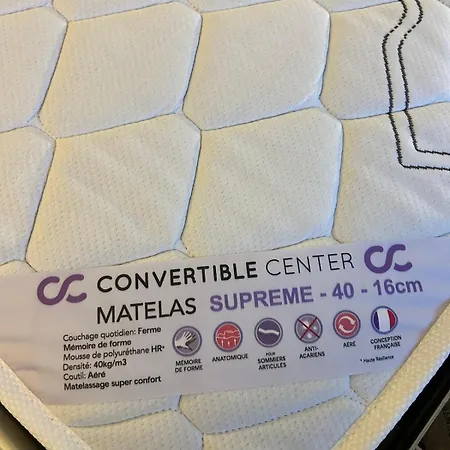 CONVERTIBLE CENTER
MATELAS SUPREME - 40 - 16cm
Couchage quotidien: Ferme
Mémoire de forme
Mousse de polyuréthane HR*
Densité: 40kg/m3
Coutil: Aéré
Matelassage super confort
MÉMOIRE
DE FORME
ANATOMIQUE
POUR
SOMMIERS
ARTICULÉS
ANTI-
ACARIENS
AÉRÉ
CONCEPTION
FRANÇAISE
* Haute Résilience